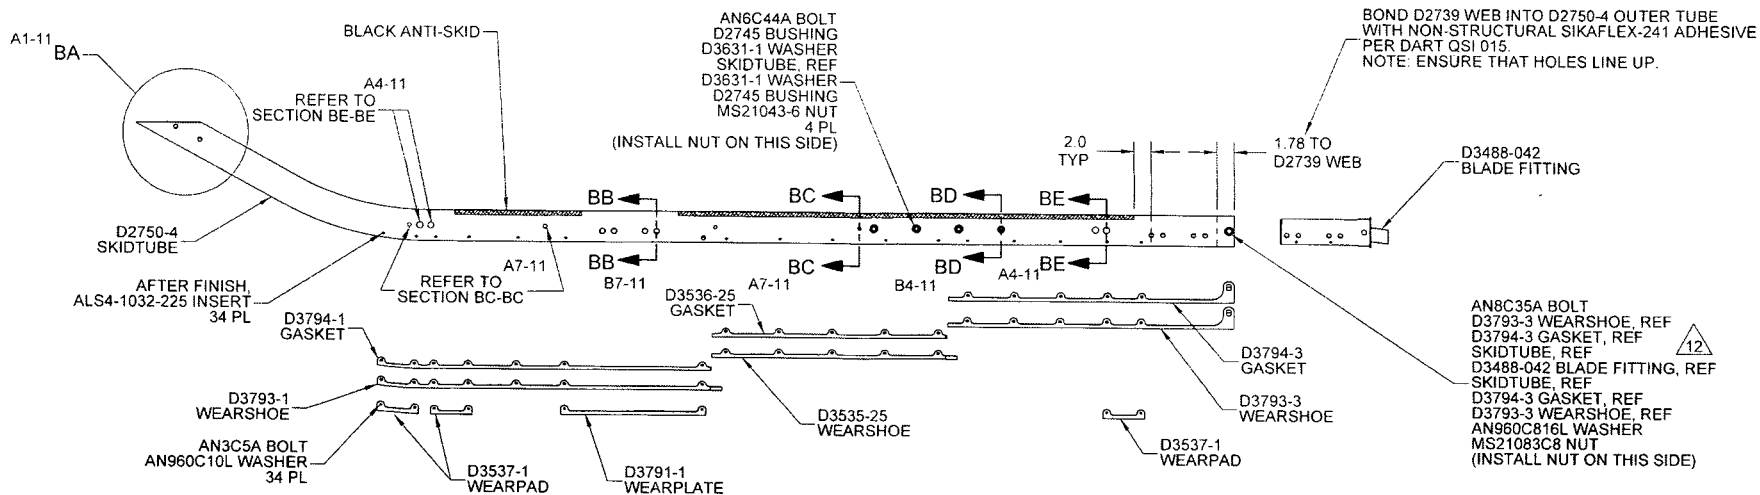 A1-11
BA
BLACK ANTI-SKID
A4-11
REFER TO
SECTION BE-BE
AN6C44A BOLT
D2745 BUSHING
D3631-1 WASHER
SKIDTUBE, REF
D3631-1 WASHER
D2745 BUSHING
MS21043-6 NUT
4 PL
(INSTALL NUT ON THIS SIDE)
BOND D2739 WEB INTO D2750-4 OUTER TUBE
WITH NON-STRUCTURAL SIKAFLEX-241 ADHESIVE
PER DART QSI 015.
NOTE: ENSURE THAT HOLES LINE UP.
2.0
TYP
1.78 TO
D2739 WEB
D3488-042
BLADE FITTING
BB
BC
BD
BE
D2750-4
SKIDTUBE
BB
BC
BD
BE
A7-11
B7-11
A7-11
B4-11
A4-11
REFER TO
SECTION BC-BC
AFTER FINISH,
ALS4-1032-225 INSERT
34 PL
D3794-1
GASKET
D3536-25
GASKET
D3794-3
GASKET
D3793-1
WEARSHOE
D3535-25
WEARSHOE
D3793-3
WEARSHOE
AN3C5A BOLT
AN960C10L WASHER
34 PL
D3537-1
WEARPAD
D3791-1
WEARPLATE
D3537-1
WEARPAD
AN8C35A BOLT
D3793-3 WEARSHOE, REF
D3794-3 GASKET, REF
SKIDTUBE, REF
D3488-042 BLADE FITTING, REF
SKIDTUBE, REF
D3794-3 GASKET, REF
D3793-3 WEARSHOE, REF
AN960C816L WASHER
MS21083C8 NUT
(INSTALL NUT ON THIS SIDE)
12